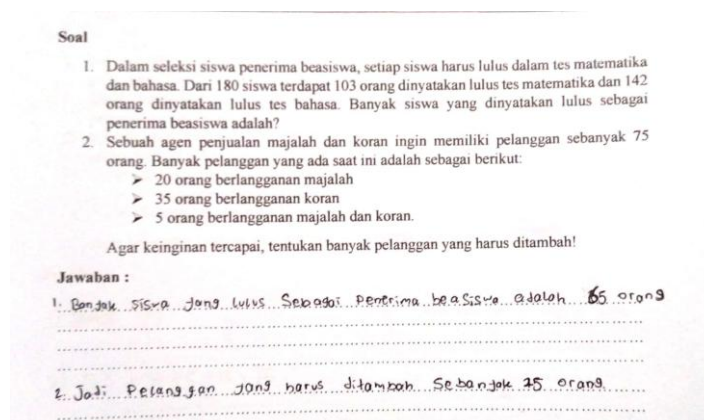 Soal
1. Dalam seleksi siswa penerima beasiswa, setiap siswa harus lulus dalam tes matematika
dan bahasa. Dari 180 siswa terdapat 103 orang dinyatakan lulus tes matematika dan 142
orang dinyatakan lulus tes bahasa. Banyak siswa yang dinyatakan lulus sebagai
penerima beasiswa adalah?
2. Sebuah agen penjualan majalah dan koran ingin memiliki pelanggan sebanyak 75
orang. Banyak pelanggan yang ada saat ini adalah sebagai berikut:
➢ 20 orang berlangganan majalah
➢ 35 orang berlangganan koran
➢ 5 orang berlangganan majalah dan koran.
Agar keinginan tercapai, tentukan banyak pelanggan yang harus ditambah!
Jawaban :
1. Banyak siswa yang lulus Sebagai Penerima beasiswa adalah 65 orang
2. Jadi Pelanggan yang harus ditambah Sebanyak 25 orang